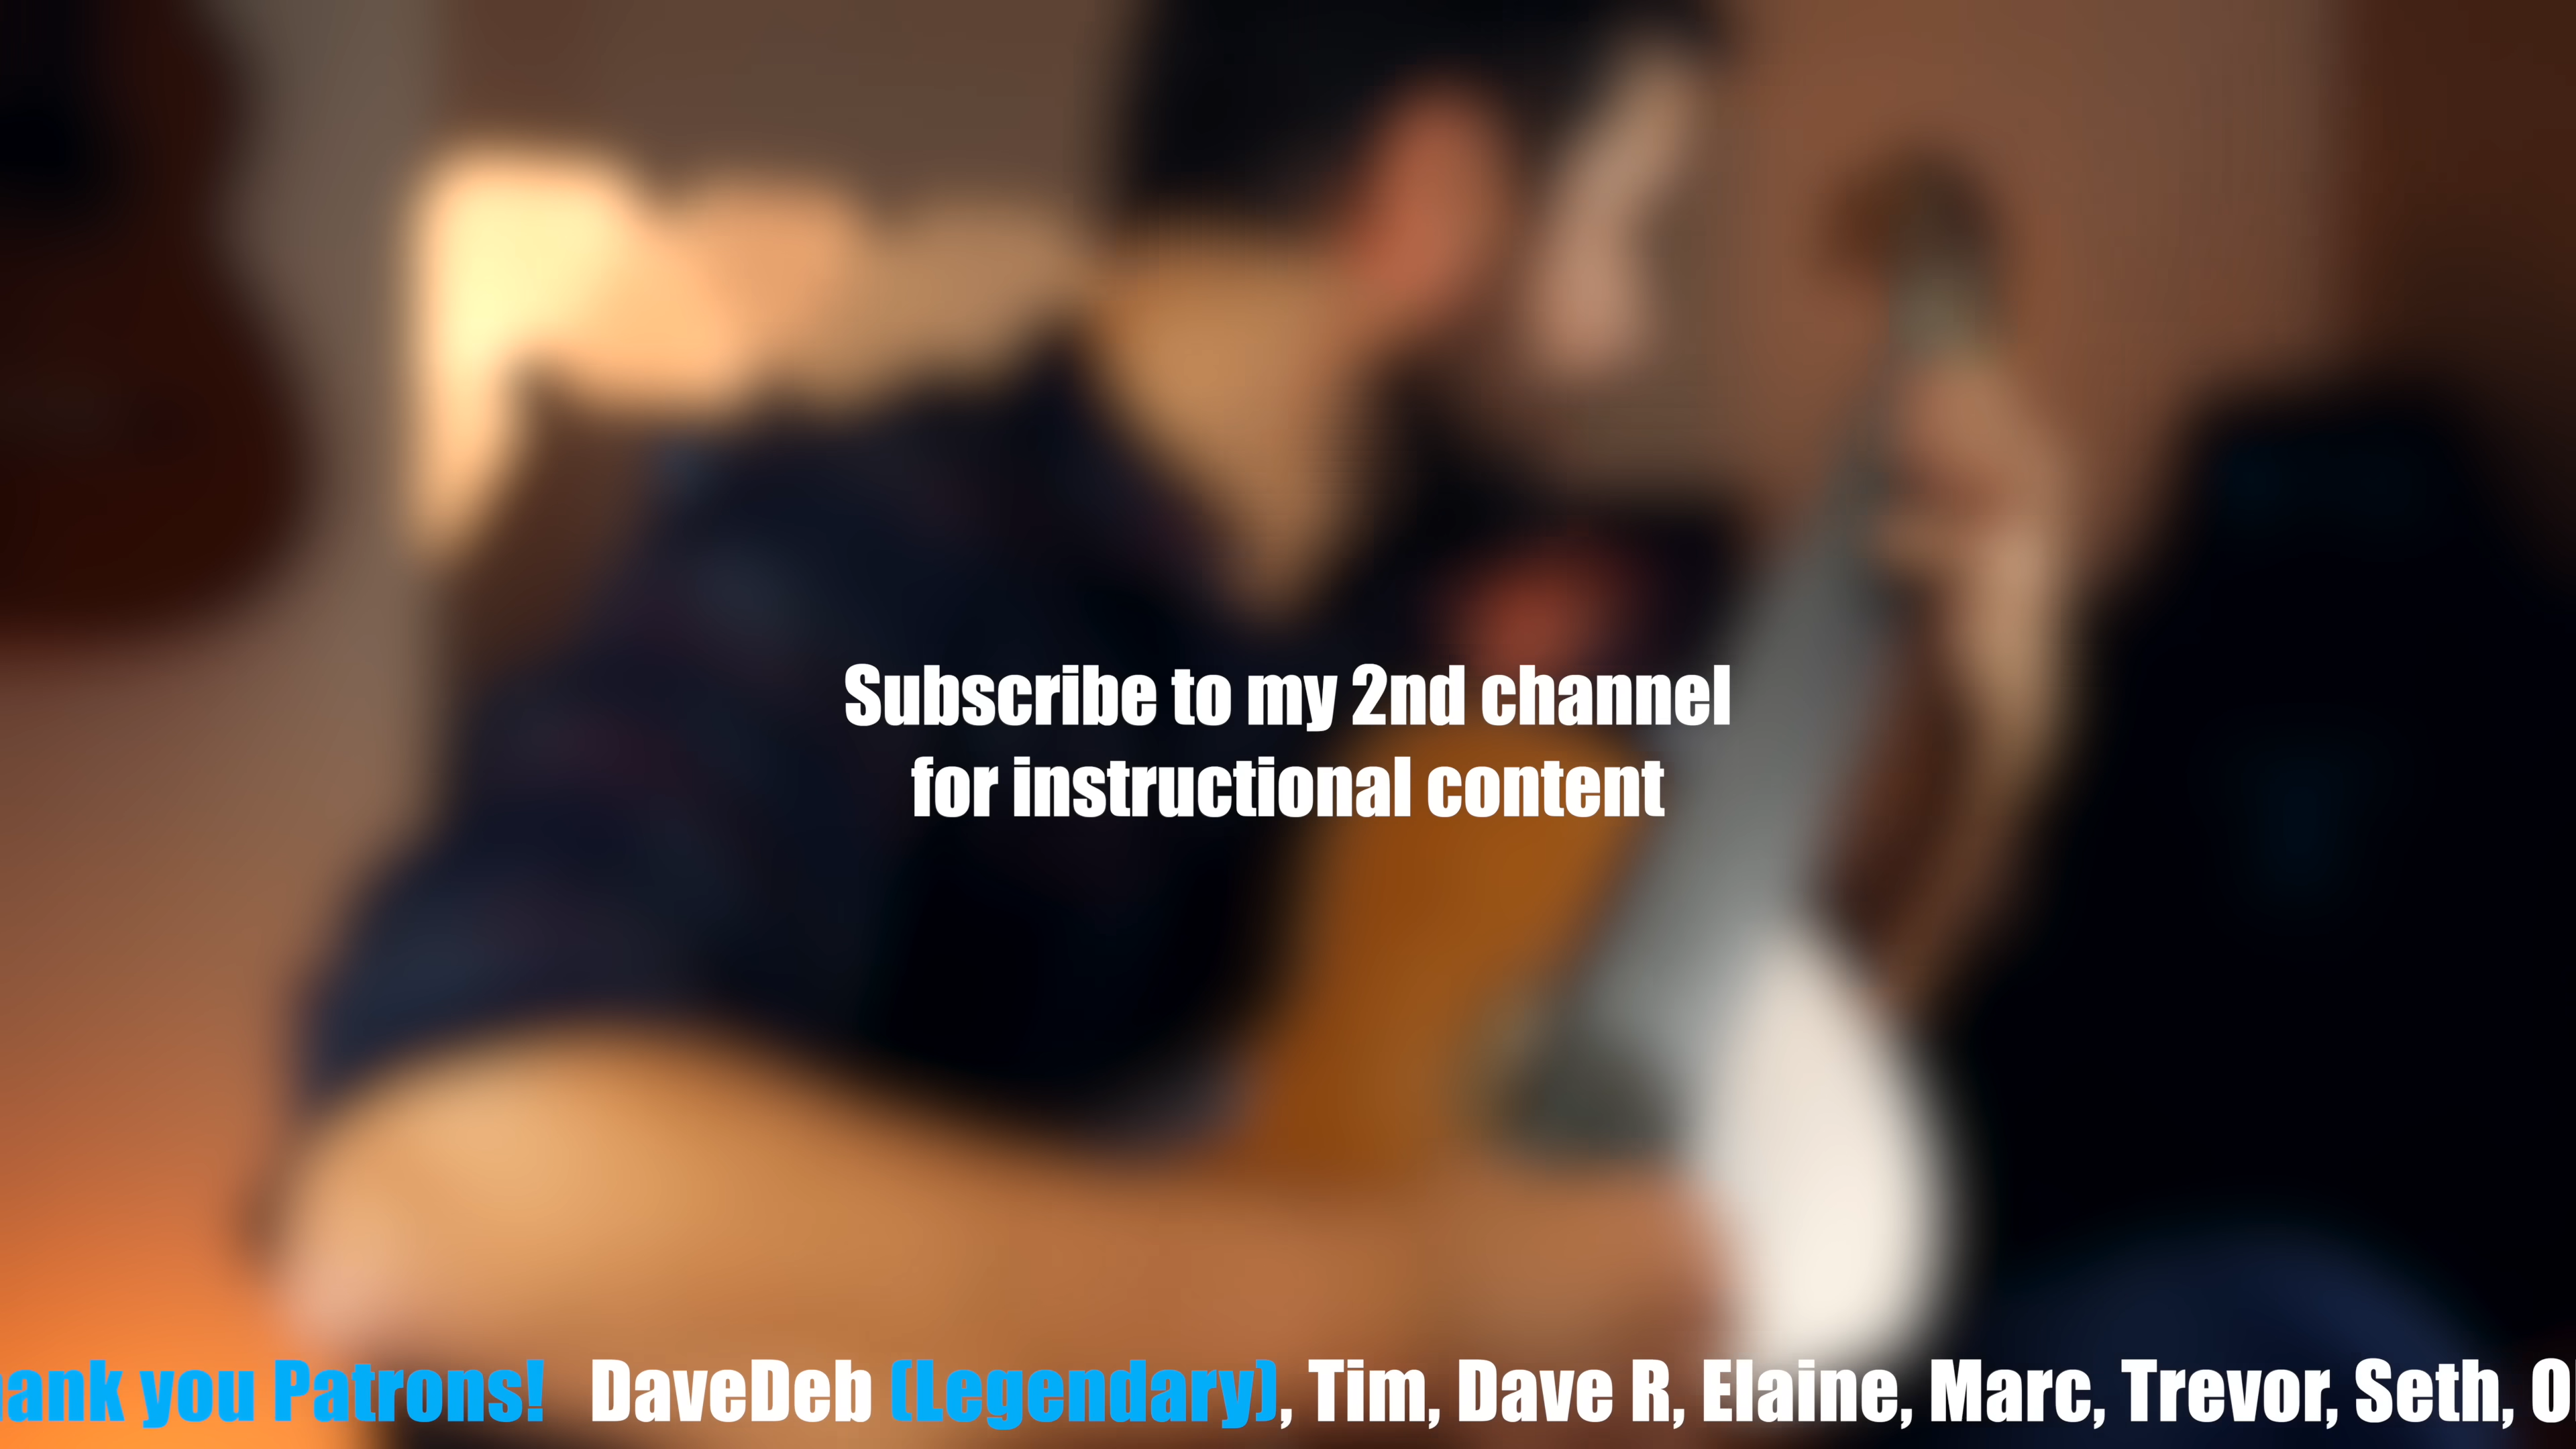 Subscribe to my 2nd channel
for instructional content
ank you Patrons! DaveDeb (Legendary), Tim, Dave R, Elaine, Marc, Trevor, Seth, O